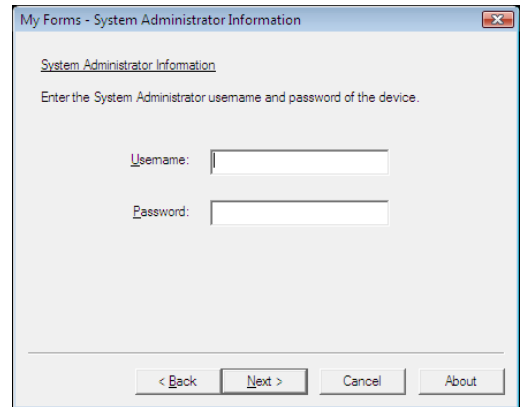 My Forms - System Administrator Information
System Administrator Information
Enter the System Administrator username and password of the device.
Username:
Password:
< Back Next > Cancel About